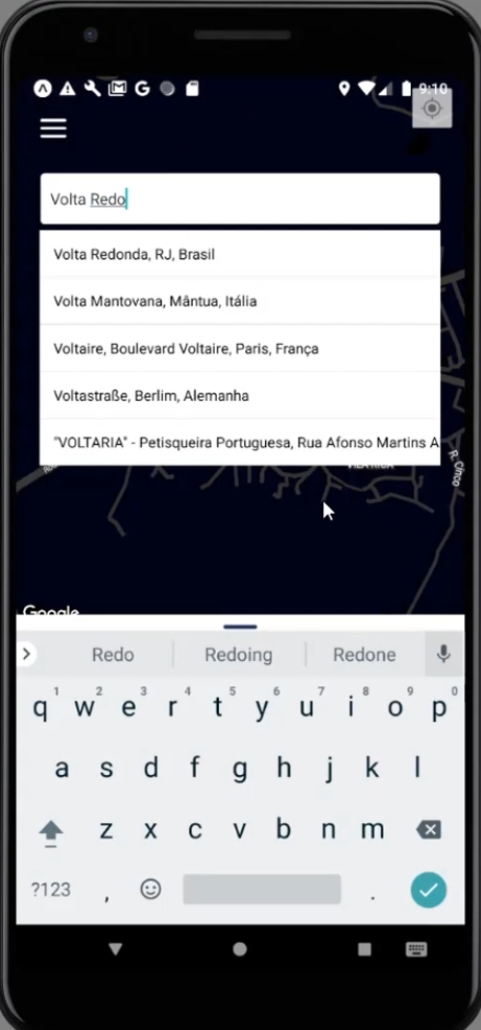 9:10
Volta Redo
Volta Redonda, RJ, Brasil
Volta Mantovana, Mântua, Itália
Voltaire, Boulevard Voltaire, Paris, França
Voltastraße, Berlim, Alemanha
"VOLTARIA" - Petisqueira Portuguesa, Rua Afonso Martins A
R. Cinco
Google
Redo Redoing Redone
1 2 3 4 5 6 7 8 9 0
q w e r t y u i o p
a s d f g h j k l
z x c v b n m
?123 , .